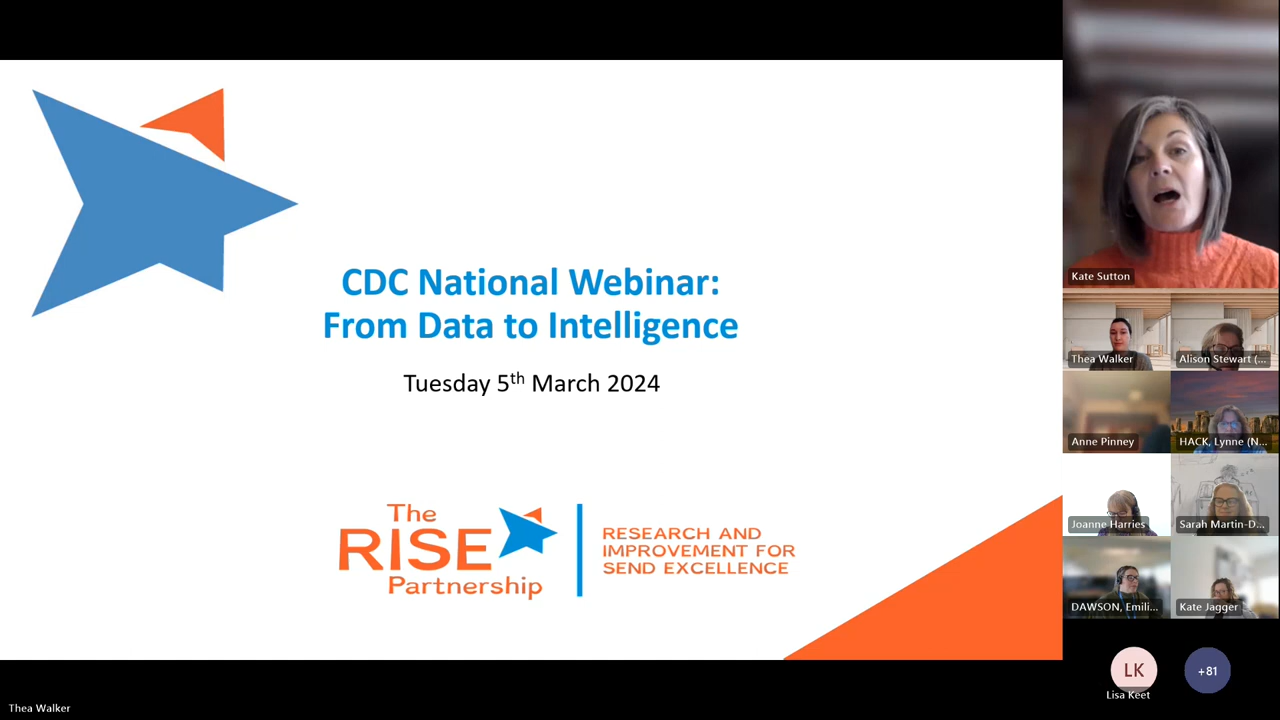 CDC National Webinar:
From Data to Intelligence
Tuesday 5th March 2024
The
RISE
Partnership
RESEARCH AND
IMPROVEMENT FOR
SEND EXCELLENCE
Kate Sutton
Thea Walker
Alison Stewart (...
Anne Pinney
HACK, Lynne (N...
Joanne Harries
Sarah Martin-D...
DAWSON, Emili...
Kate Jagger
LK
+81
Lisa Keet
Thea Walker